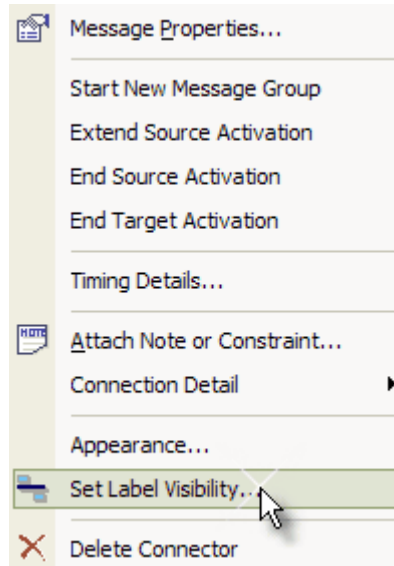 Message Properties...
Start New Message Group
Extend Source Activation
End Source Activation
End Target Activation
Timing Details...
NOTE
Attach Note or Constraint...
Connection Detail
Appearance...
Set Label Visibility...
Delete Connector